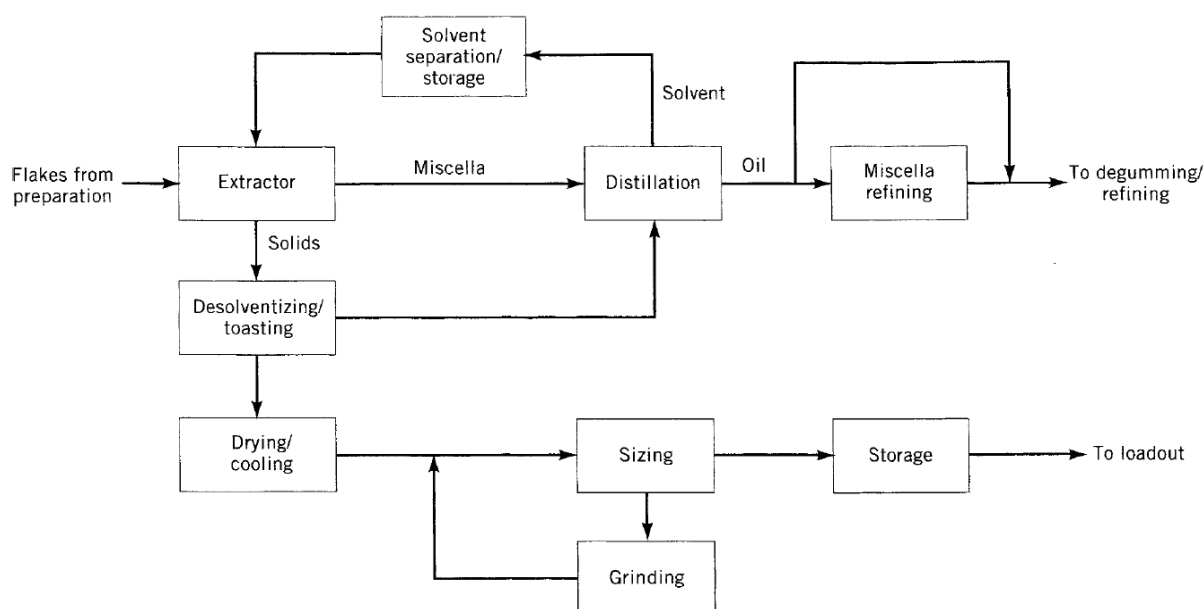 Solvent
separation/
storage
Solvent
Flakes from
preparation
Extractor
Miscella
Distillation
Oil
Miscella
refining
To degumming/
refining
Solids
Desolventizing/
toasting
Drying/
cooling
Sizing
Storage
To loadout
Grinding